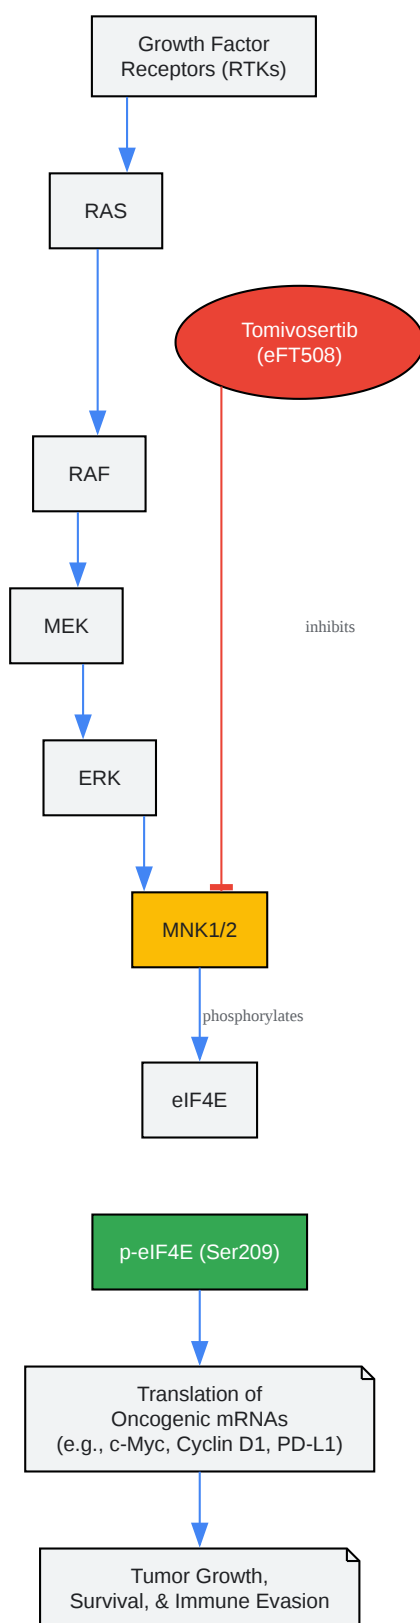 Growth Factor
Receptors (RTKs)
RAS
Tomivosertib
(eFT508)
RAF
MEK
inhibits
ERK
MNK1/2
phosphorylates
eIF4E
p-eIF4E (Ser209)
Translation of
Oncogenic mRNAs
(e.g., c-Myc, Cyclin D1, PD-L1)
Tumor Growth,
Survival, & Immune Evasion